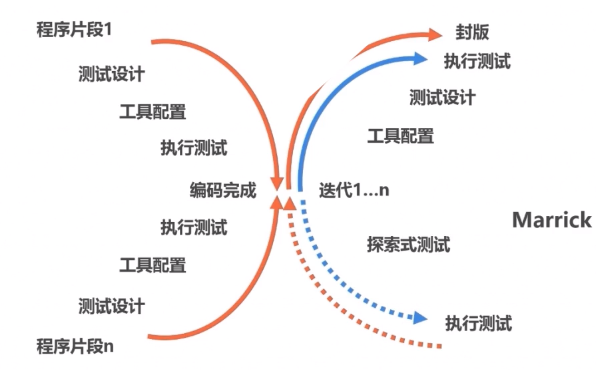 程序片段1
测试设计
工具配置
执行测试
编码完成
执行测试
工具配置
测试设计
程序片段n
封版
执行测试
测试设计
工具配置
迭代1...n
探索式测试
执行测试
Marrick